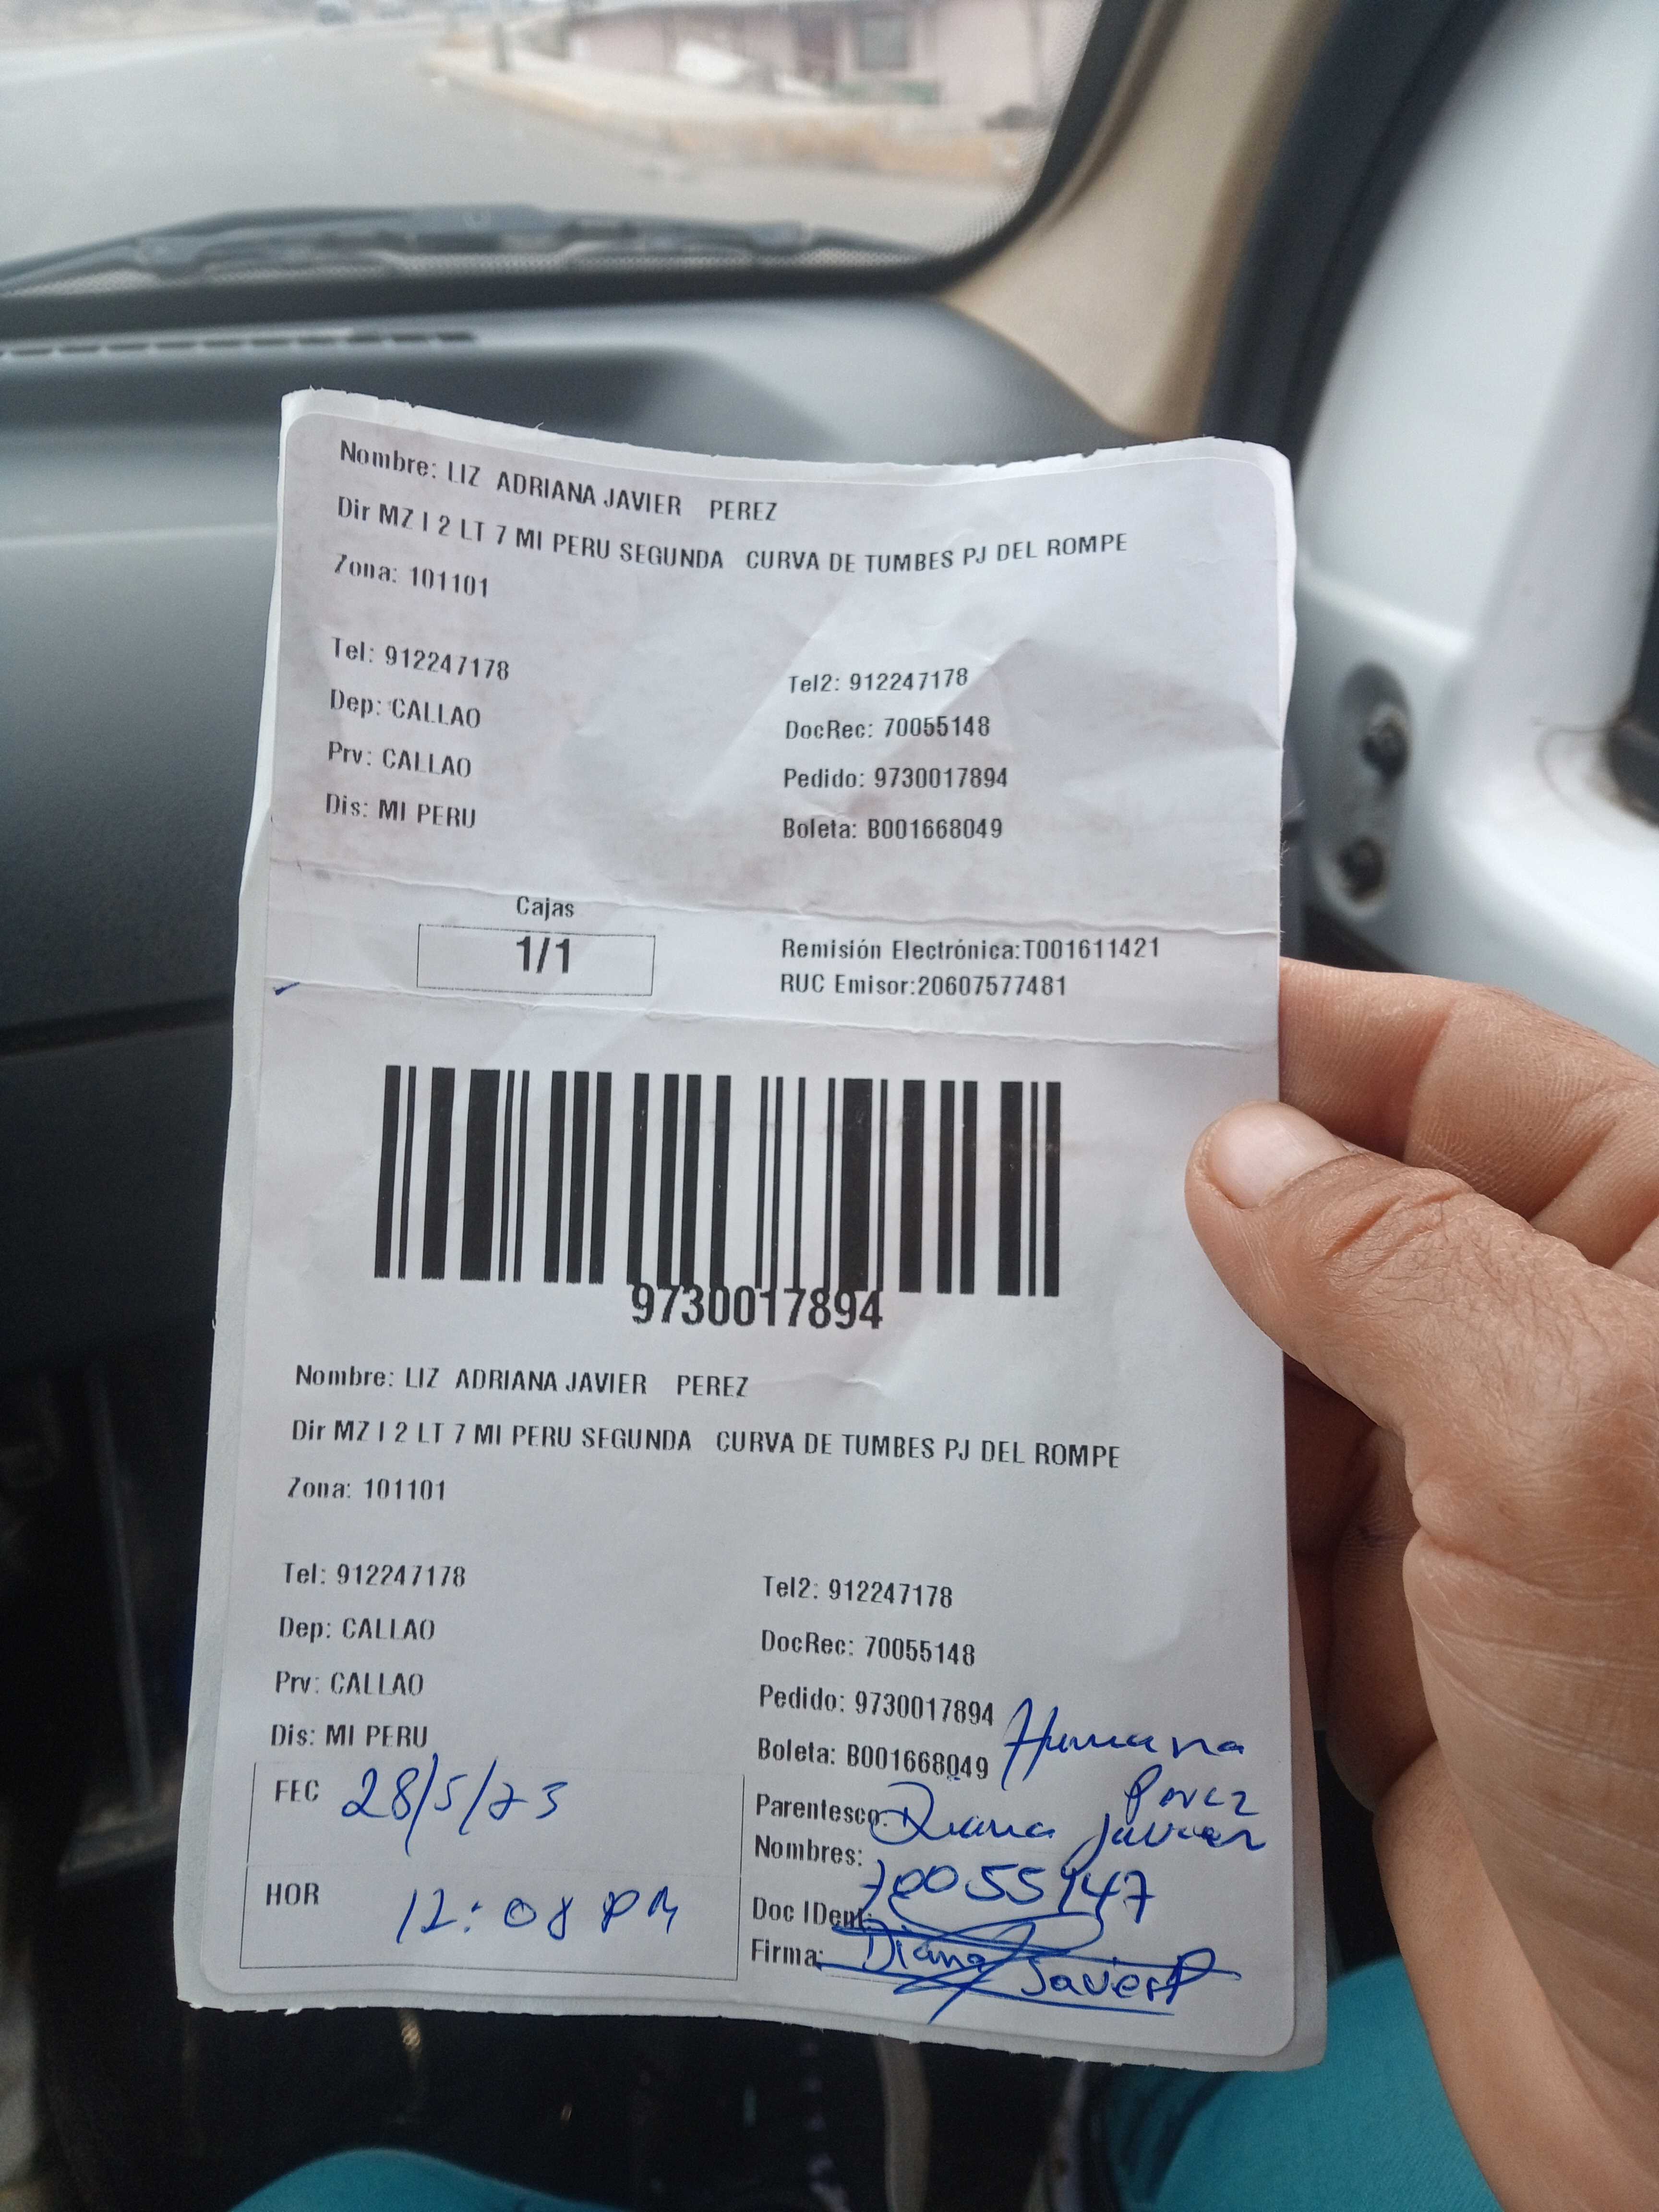 Nombre: LIZ ADRIANA JAVIER PEREZ
Dir MZ I 2 LT 7 MI PERU SEGUNDA CURVA DE TUMBES PJ DEL ROMPE
Zona: 101101
Tel: 912247178
Tel2: 912247178
Dep: CALLAO
DocRec: 70055148
Prv: CALLAO
Pedido: 9730017894
Dis: MI PERU
Boleta: B001668049
Cajas
1/1
Remisión Electrónica:T001611421
RUC Emisor:20607577481
9730017894
Nombre: LIZ ADRIANA JAVIER PEREZ
Dir MZ I 2 LT 7 MI PERU SEGUNDA CURVA DE TUMBES PJ DEL ROMPE
Zona: 101101
Tel: 912247178
Tel2: 912247178
Dep: CALLAO
DocRec: 70055148
Prv: CALLAO
Pedido: 9730017894
Dis: MI PERU
Boleta: B001668049
FEC 28/5/23
HOR 12:08 PM
Parentesco: Humana
Nombres: Diana Javier Perez
Doc IDent: 70055147
Firma: Diana Javier P